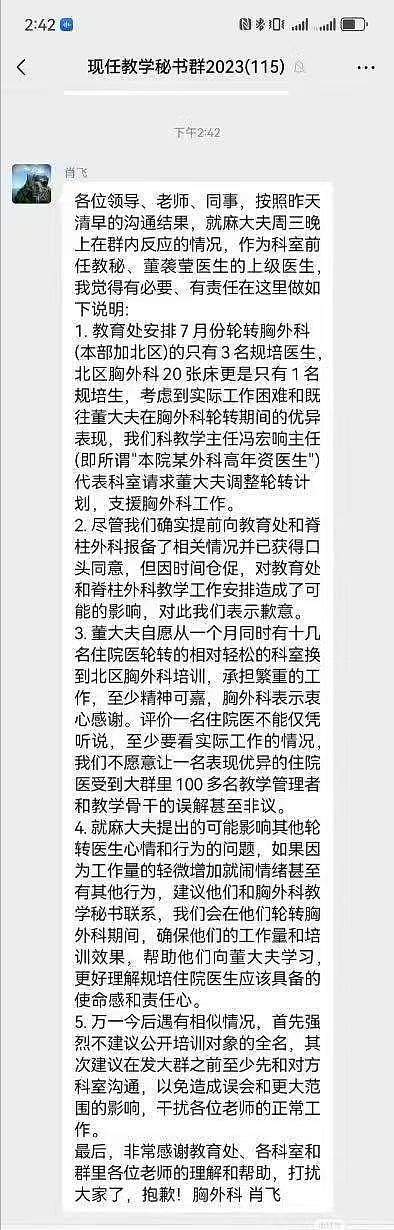 2:42
现任教学秘书群2023(115)
下午2:42
肖飞
各位领导、老师、同事，按照昨天
清早的沟通结果，就麻大夫周三晚
上在群内反应的情况，作为科室前
任教秘、董袭莹医生的上级医生，
我觉得有必要、有责任在这里做如
下说明:
1. 教育处安排 7 月份轮转胸外科
(本部加北区)的只有 3 名规培医生，
北区胸外科 20 张床更是只有 1 名
规培生，考虑到实际工作困难和既
往董大夫在胸外科轮转期间的优异
表现，我们科教学主任冯宏响主任
(即所谓"本院某外科高年资医生")
代表科室请求董大夫调整轮转计
划，支援胸外科工作。
2. 尽管我们确实提前向教育处和脊
柱外科报备了相关情况并已获得口
头同意，但因时间仓促，对教育处
和脊柱外科教学工作安排造成了可
能的影响，对此我们表示歉意。
3. 董大夫自愿从一个月同时有十几
名住院医轮转的相对轻松的科室换
到北区胸外科培训，承担繁重的工
作，至少精神可嘉，胸外科表示衷
心感谢。评价一名住院医不能仅凭
听说，至少要看实际工作的情况，
我们不愿意让一名表现优异的住院
医受到大群里 100 多名教学管理者
和教学骨干的误解甚至非议。
4. 就麻大夫提出的可能影响其他轮
转医生心情和行为的问题，如果因
为工作量的轻微增加就闹情绪甚至
有其他行为，建议他们和胸外科教
学秘书联系，我们会在他们轮转胸
外科期间，确保他们的工作量和培
训效果，帮助他们向董大夫学习，
更好理解规培住院医生应该具备的
使命感和责任心。
5. 万一今后遇有相似情况，首先强
烈不建议公开培训对象的全名，其
次建议在发大群之前至少先和对方
科室沟通，以免造成误会和更大范
围的影响，干扰各位老师的正常工
作。
最后，非常感谢教育处、各科室和
群里各位老师的理解和帮助，打扰
大家了，抱歉！胸外科 肖飞